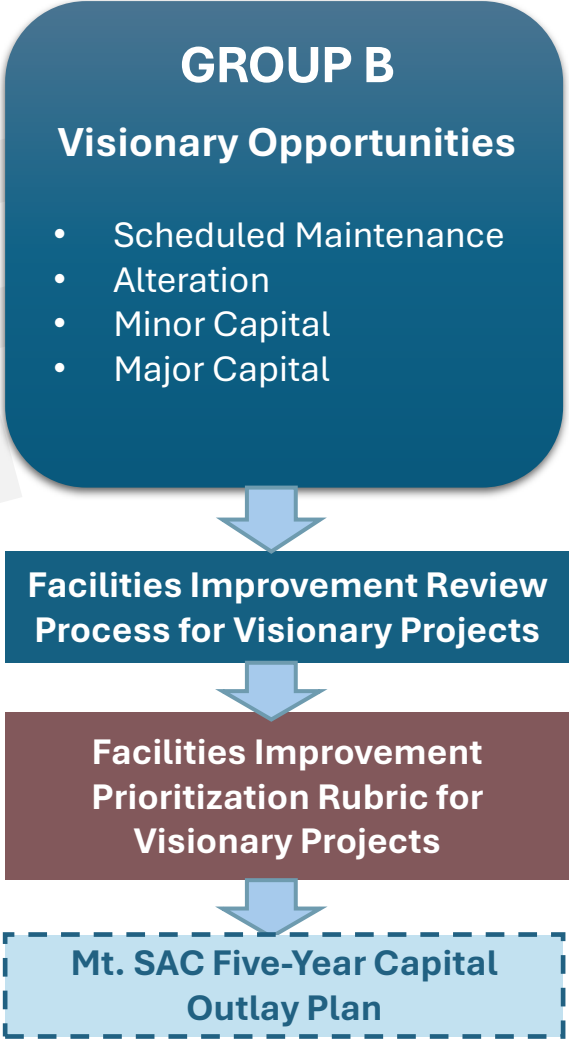 GROUP B
Visionary Opportunities
• Scheduled Maintenance
• Alteration
• Minor Capital
• Major Capital
Facilities Improvement Review
Process for Visionary Projects
Facilities Improvement
Prioritization Rubric for
Visionary Projects
Mt. SAC Five-Year Capital
Outlay Plan